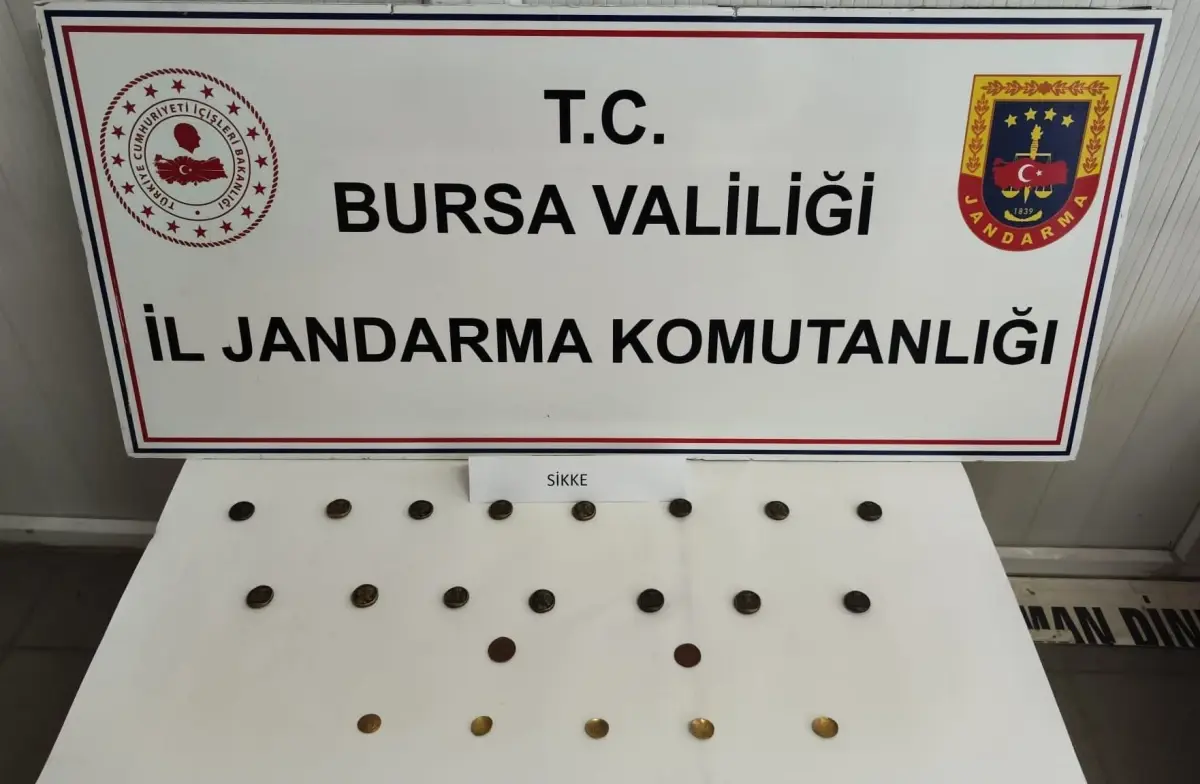 T.C.
BURSA VALİLİĞİ
İL JANDARMA KOMUTANLIĞI
TÜRKİYE CUMHURİYETİ İÇİŞLERİ BAKANLIĞI
1839
JANDARMA
SİKKE